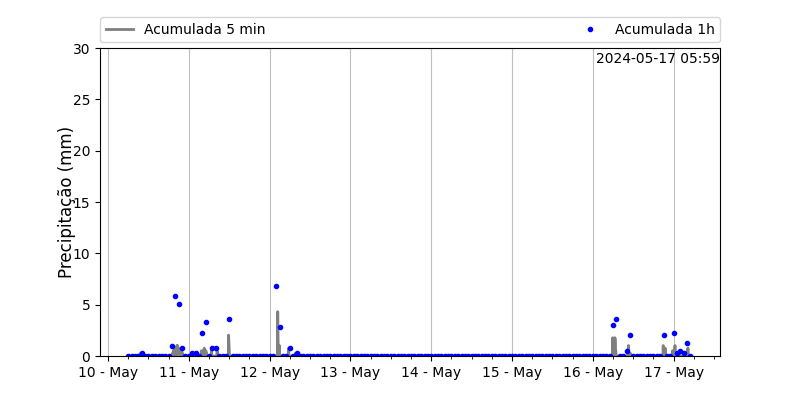 Acumulada 5 min
Acumulada 1h
2024-05-17 05:59
Precipitação (mm)
30
25
20
15
10
5
0
10 - May 11 - May 12 - May 13 - May 14 - May 15 - May 16 - May 17 - May